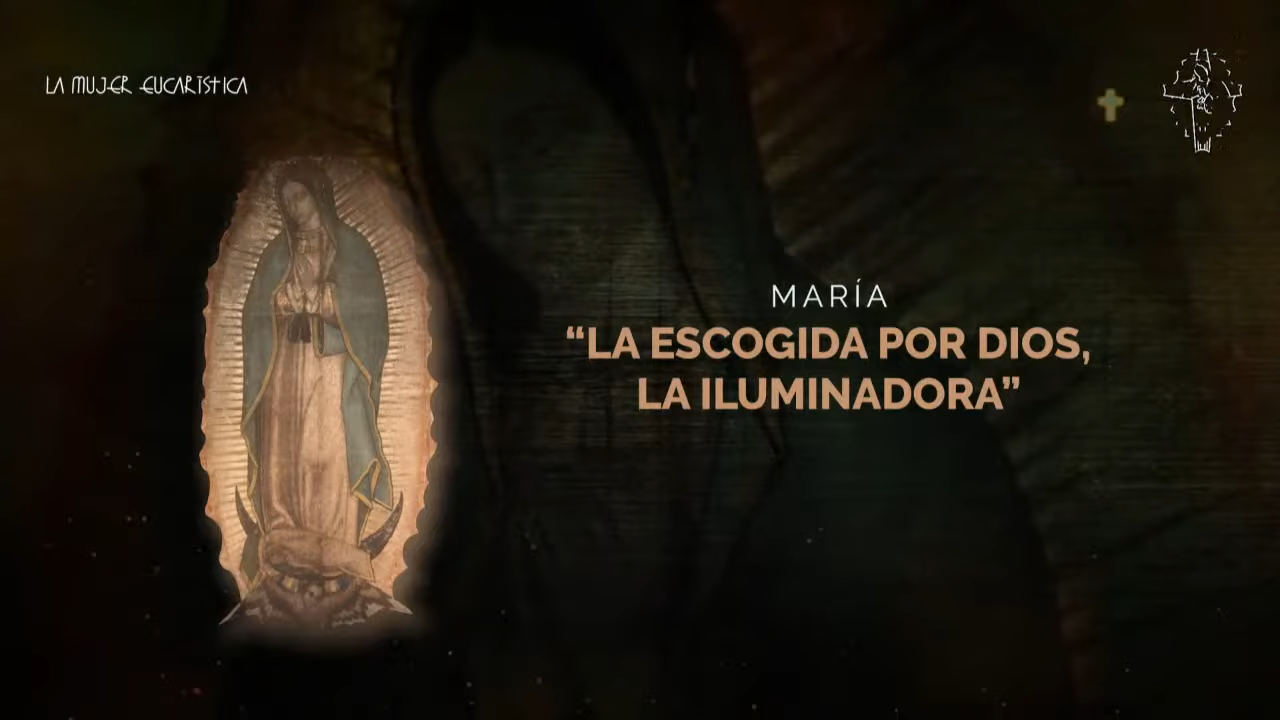 LA MUJER EUCARÍSTICA
MARÍA
“LA ESCOGIDA POR DIOS,
LA ILUMINADORA”